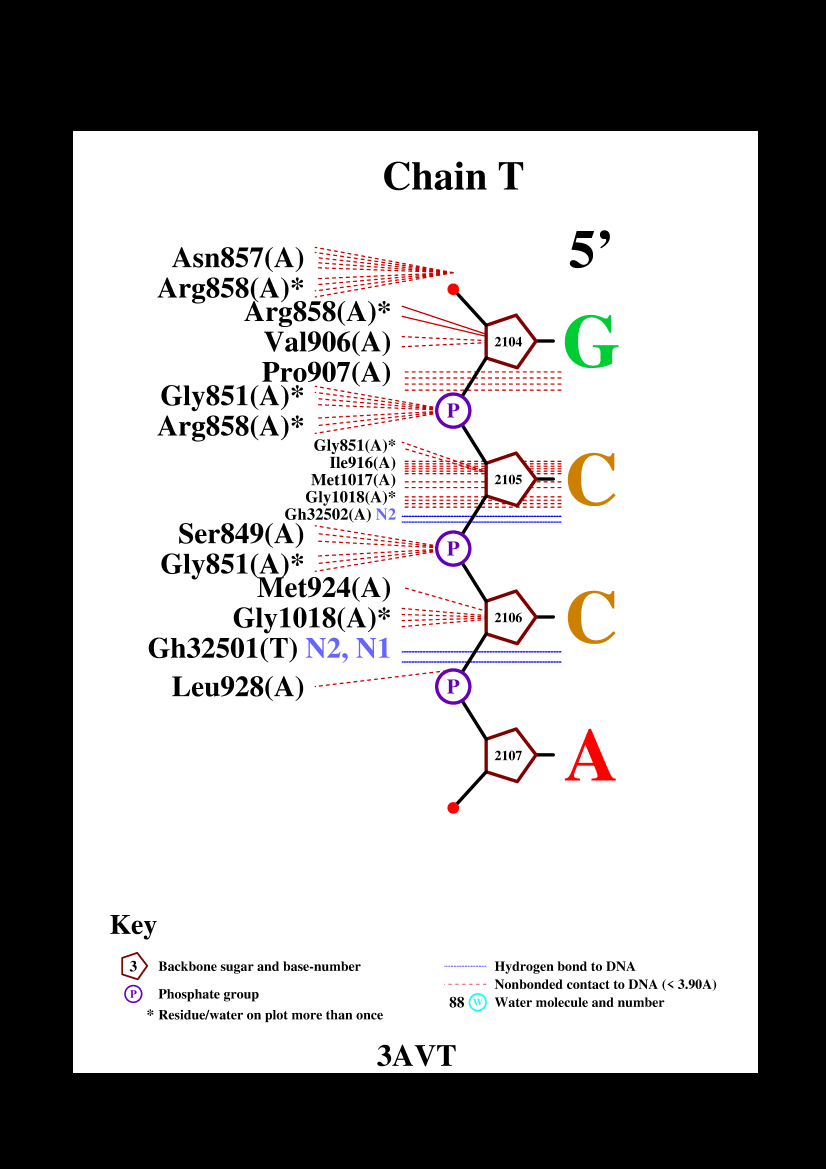 Chain T
5’
Asn857(A)
Arg858(A)*
Arg858(A)*
Val906(A)
2104
G
Pro907(A)
Gly851(A)*
P
Arg858(A)*
Gly851(A)*
Ile916(A)
Met1017(A)
2105
C
Gly1018(A)*
Gh32502(A) N2
Ser849(A)
P
Gly851(A)*
Met924(A)
Gly1018(A)*
2106
C
Gh32501(T) N2, N1
Leu928(A)
P
2107
A
Key
3 Backbone sugar and base-number
P Phosphate group
* Residue/water on plot more than once
Hydrogen bond to DNA
Nonbonded contact to DNA (< 3.90A)
88 W Water molecule and number
3AVT